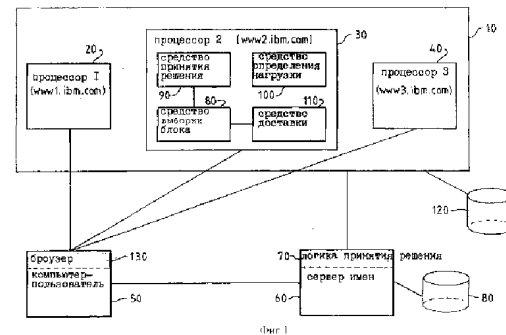 20
процессор 1
(www1.ibm.com)
процессор 2 (www2.ibm.com)
30
средство
принятия
решения
90
средство
определения
нагрузки
100
средство
выборки
блока
80
110
средство
доставки
40
процессор 3
(www3.ibm.com)
10
120
броузер
130
компьютер-
пользователь
50
70
логика принятия решения
сервер имен
60
80
Фиг.1